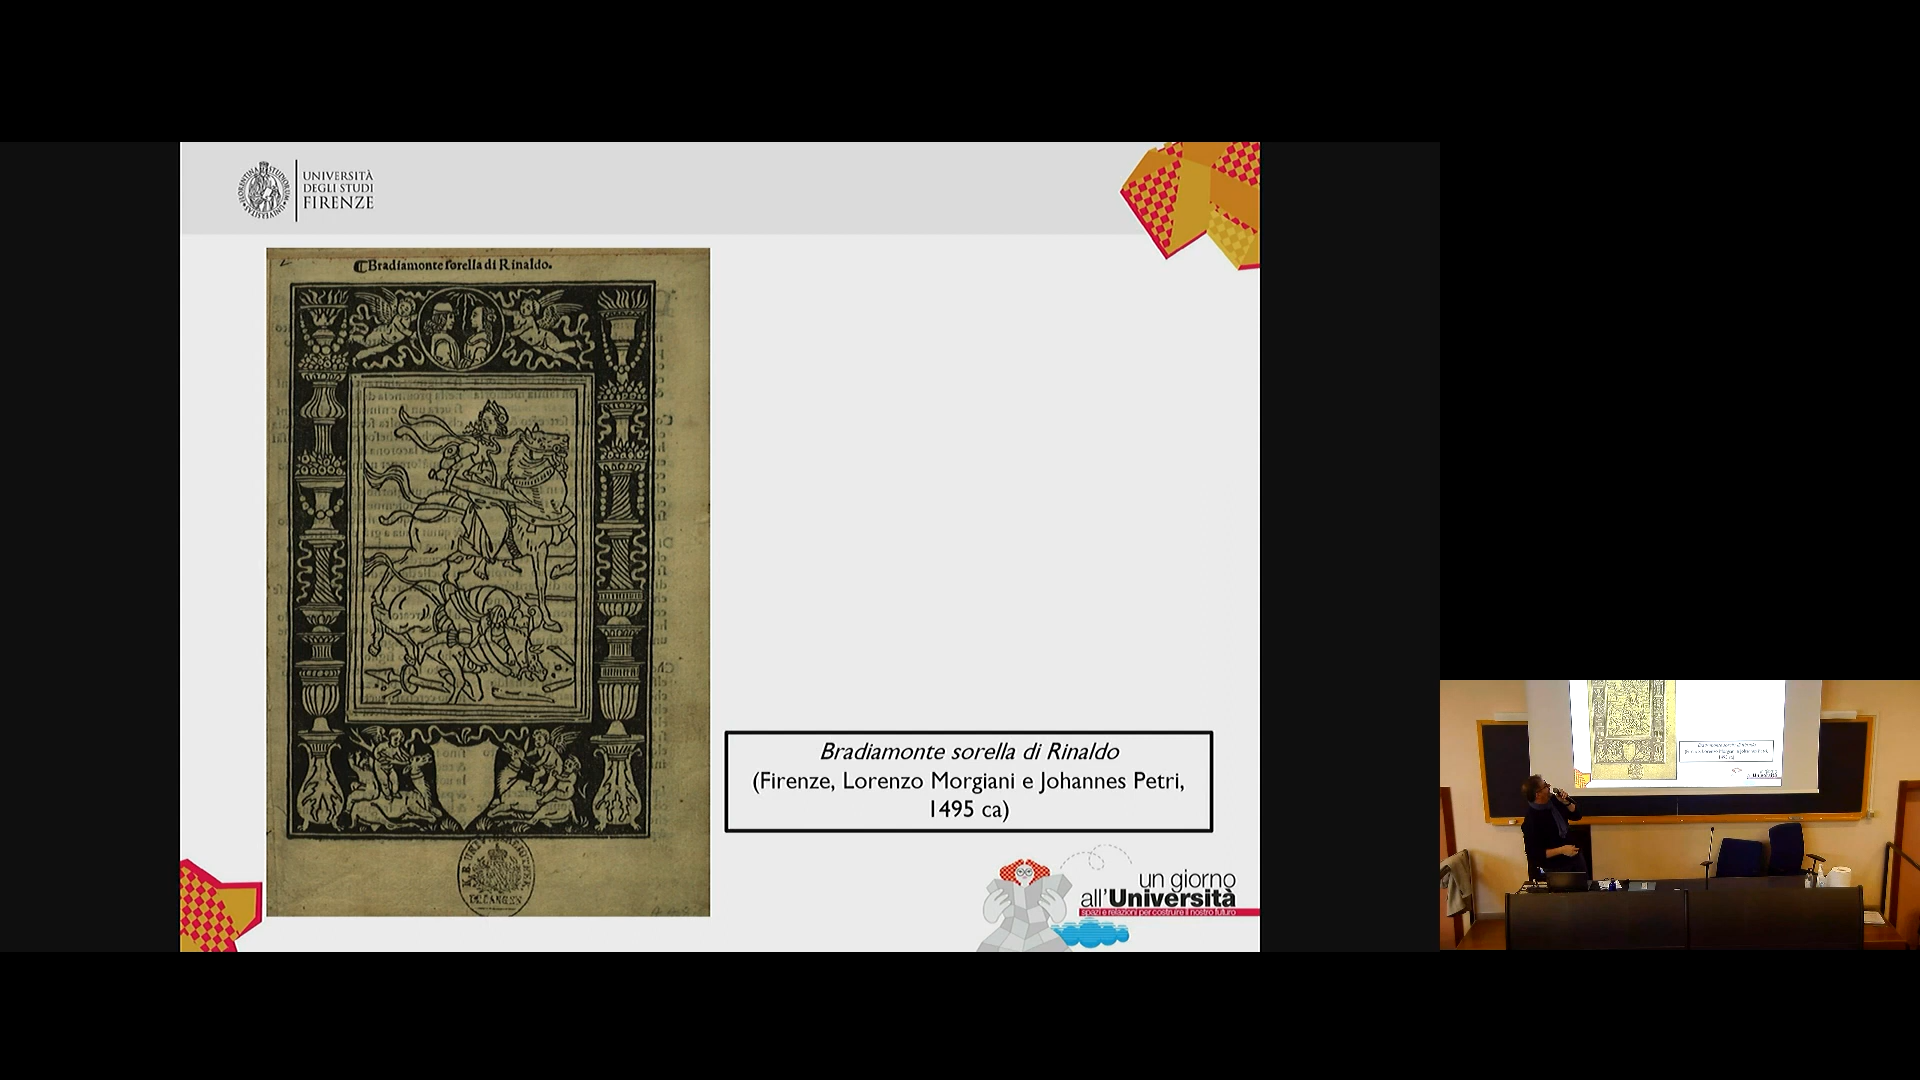 UNIVERSITÀ
DEGLI STUDI
FIRENZE
Bradiamonte sorella di Rinaldo.
Bradiamonte sorella di Rinaldo
(Firenze, Lorenzo Morgiani e Johannes Petri,
1495 ca)
un giorno
all'Università
spazi e relazioni per costruire il nostro futuro